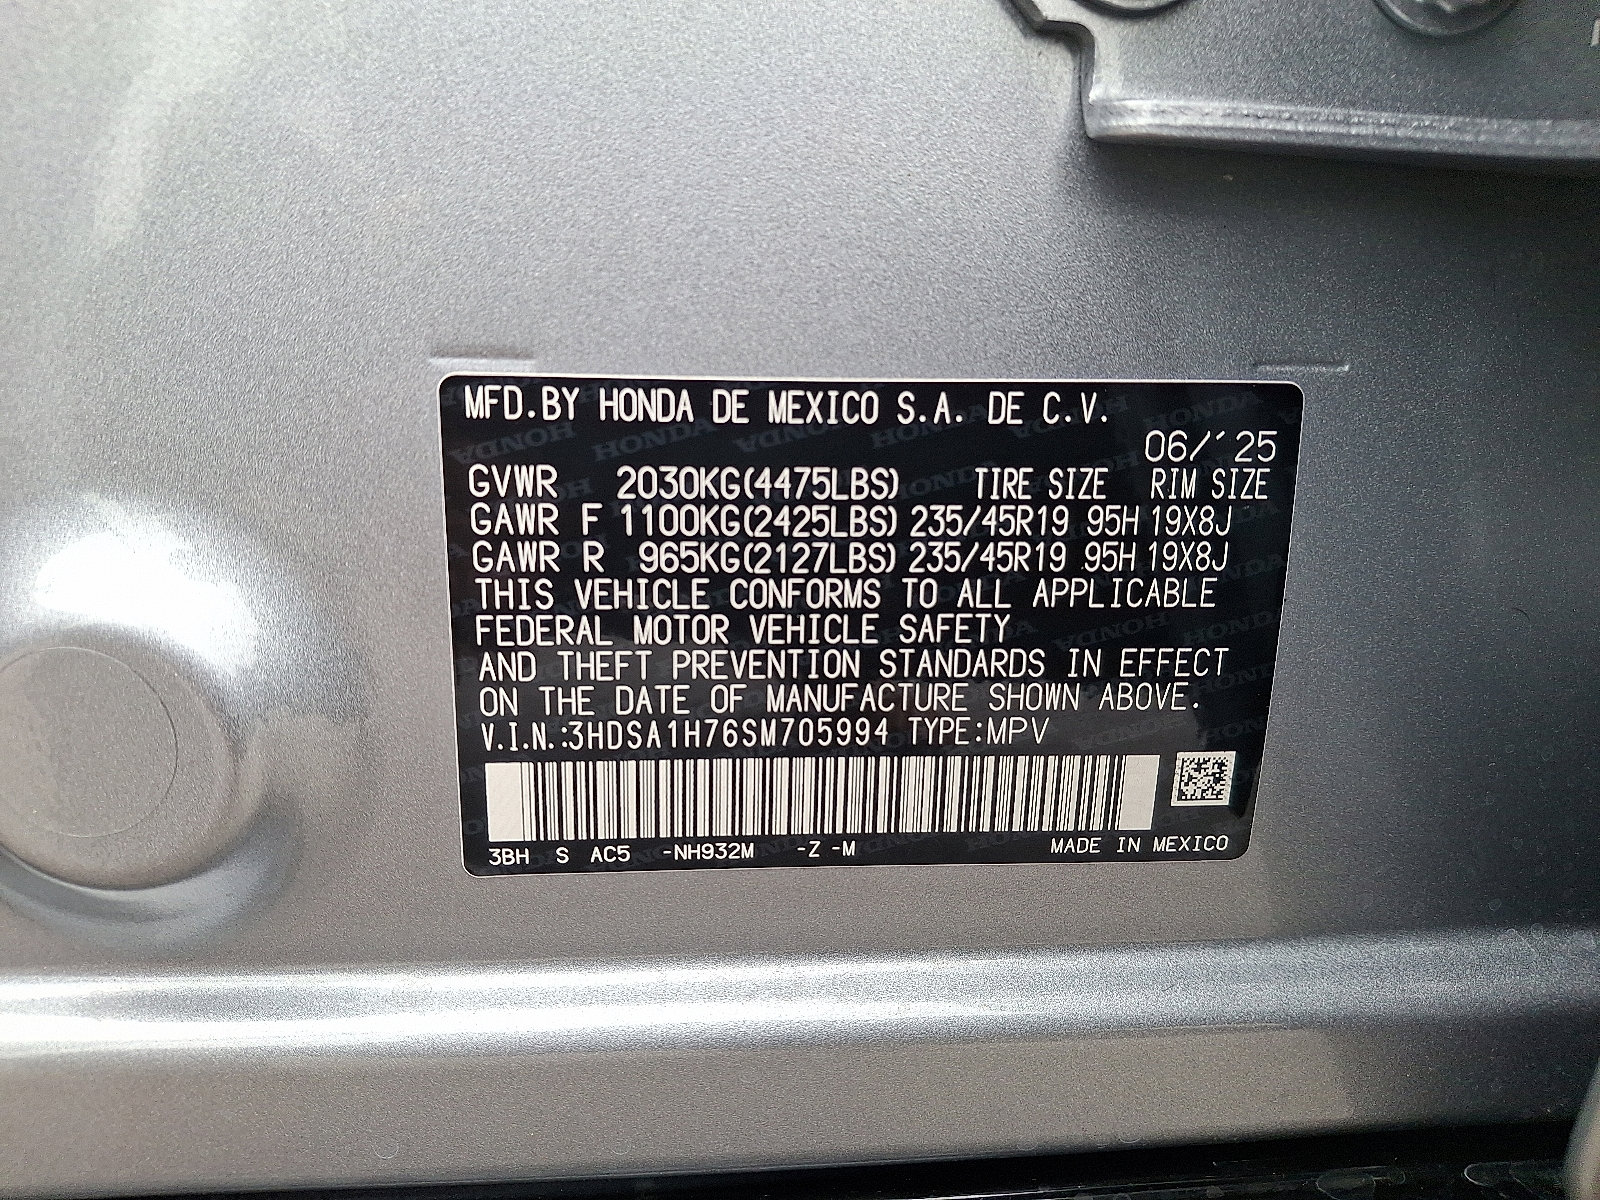 MFD.BY HONDA DE MEXICO S.A. DE C.V.
06/´25
GVWR 2030KG(4475LBS) TIRE SIZE RIM SIZE
GAWR F 1100KG(2425LBS) 235/45R19 95H 19X8J
GAWR R 965KG(2127LBS) 235/45R19 95H 19X8J
THIS VEHICLE CONFORMS TO ALL APPLICABLE
FEDERAL MOTOR VEHICLE SAFETY
AND THEFT PREVENTION STANDARDS IN EFFECT
ON THE DATE OF MANUFACTURE SHOWN ABOVE.
V.I.N.:3HDSA1H76SM705994 TYPE:MPV
3BH S AC5 -NH932M -Z -M MADE IN MEXICO